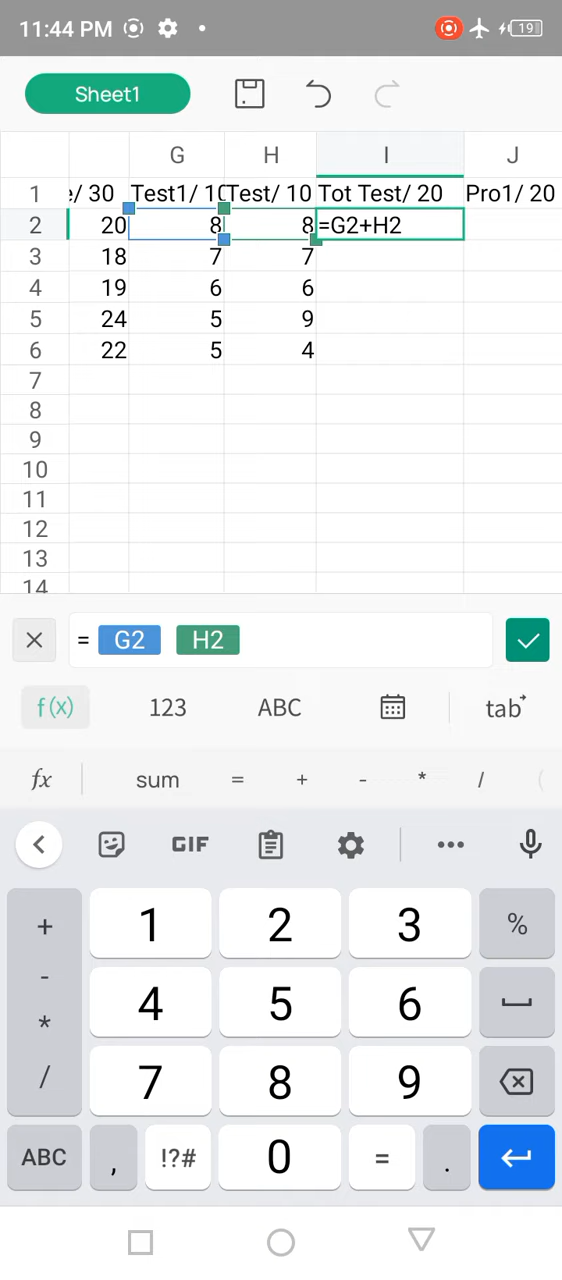 11:44 PM
19
Sheet1
G H I J
1 e/ 30 Test1/ 10 Test/ 10 Tot Test/ 20 Pro1/ 20
2 20 8 8 =G2+H2
3 18 7 7
4 19 6 6
5 24 5 9
6 22 5 4
7
8
9
10
11
12
13
14
= G2 H2
f(x) 123 ABC tab
fx sum = + - * / (
GIF
+ 1 2 3 %
- 4 5 6
*
/ 7 8 9
ABC , !?# 0 = .